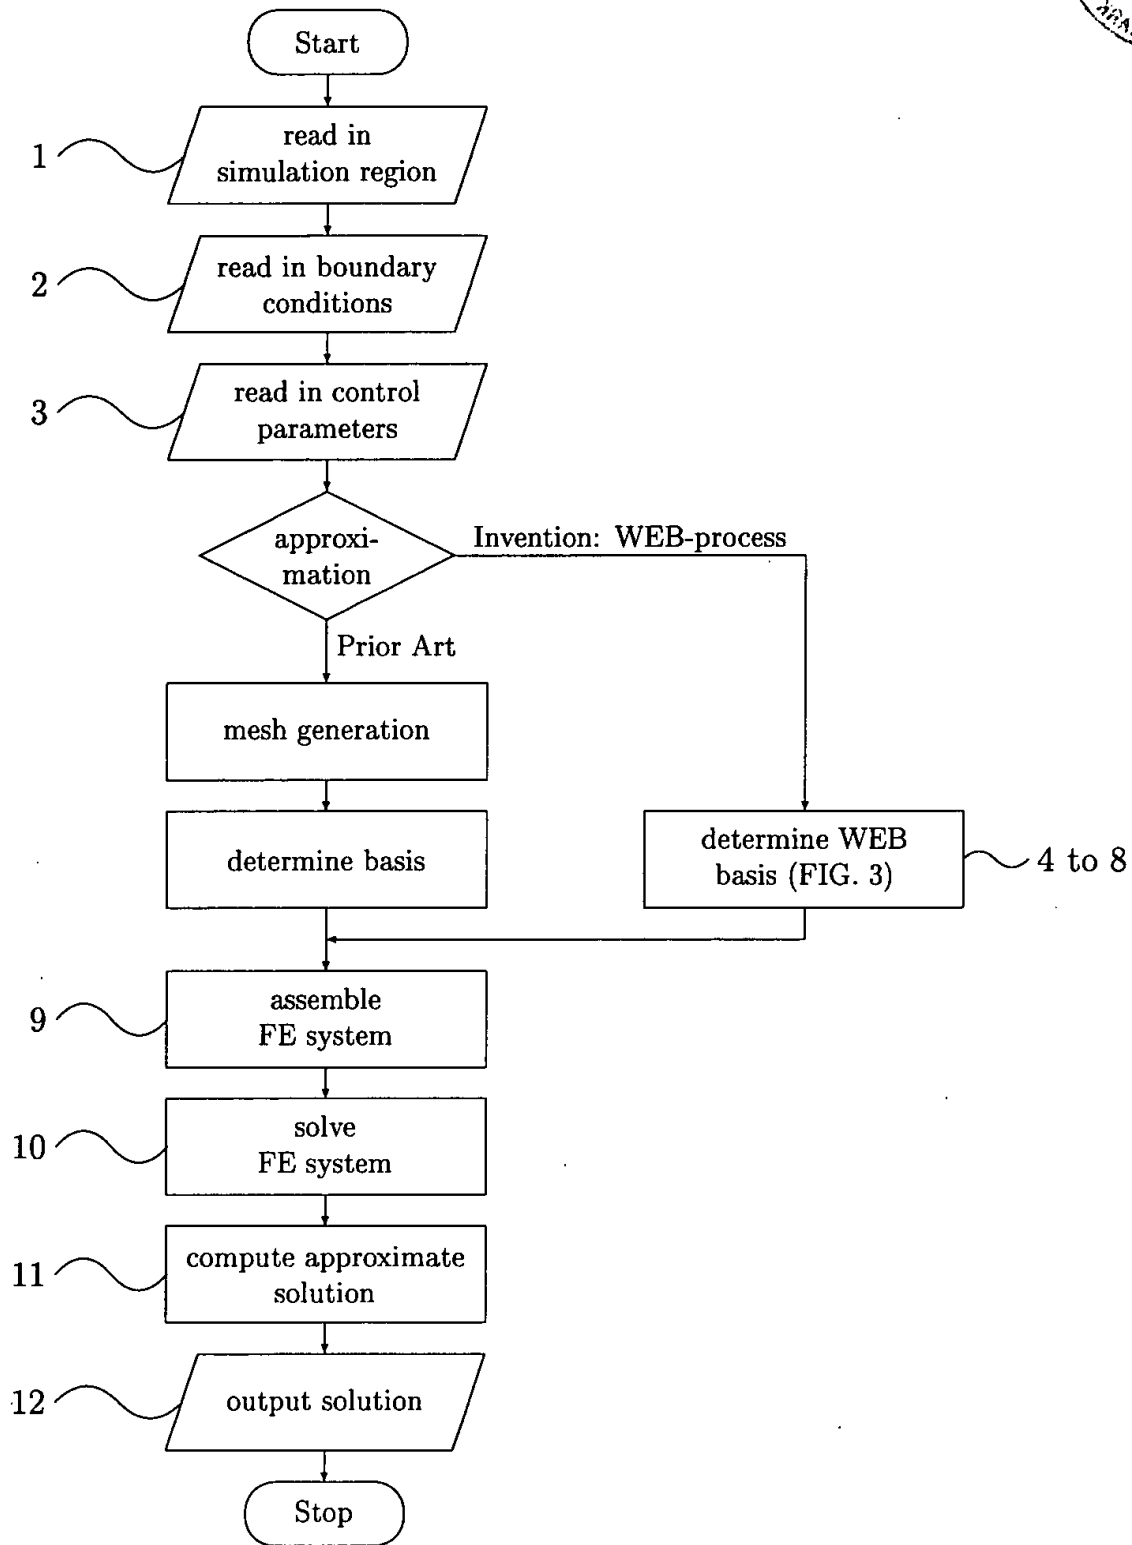 Start
1
read in
simulation region
2
read in boundary
conditions
3
read in control
parameters
approxi-
mation
Invention: WEB-process
Prior Art
mesh generation
determine basis
determine WEB
basis (FIG. 3)
4 to 8
9
assemble
FE system
10
solve
FE system
11
compute approximate
solution
12
output solution
Stop